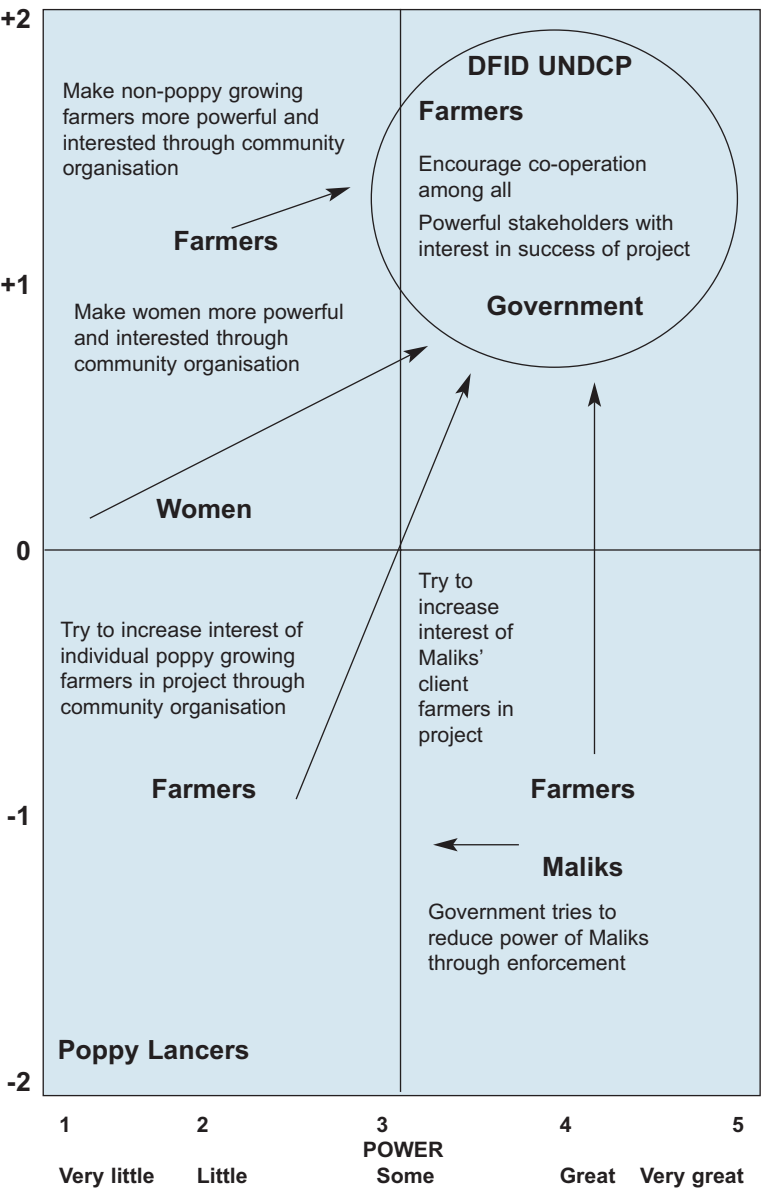 +2
DFID UNDCP
Make non-poppy growing
farmers more powerful and
interested through community
organisation
Farmers
Encourage co-operation
among all
Powerful stakeholders with
interest in success of project
Farmers
+1
Government
Make women more powerful
and interested through
community organisation
Women
0
Try to
increase
interest of
Maliks’
client
farmers in
project
Try to increase interest of
individual poppy growing
farmers in project through
community organisation
Farmers
Farmers
-1
Maliks
Government tries to
reduce power of Maliks
through enforcement
Poppy Lancers
-2
1 2 3 4 5
POWER
Very little Little Some Great Very great